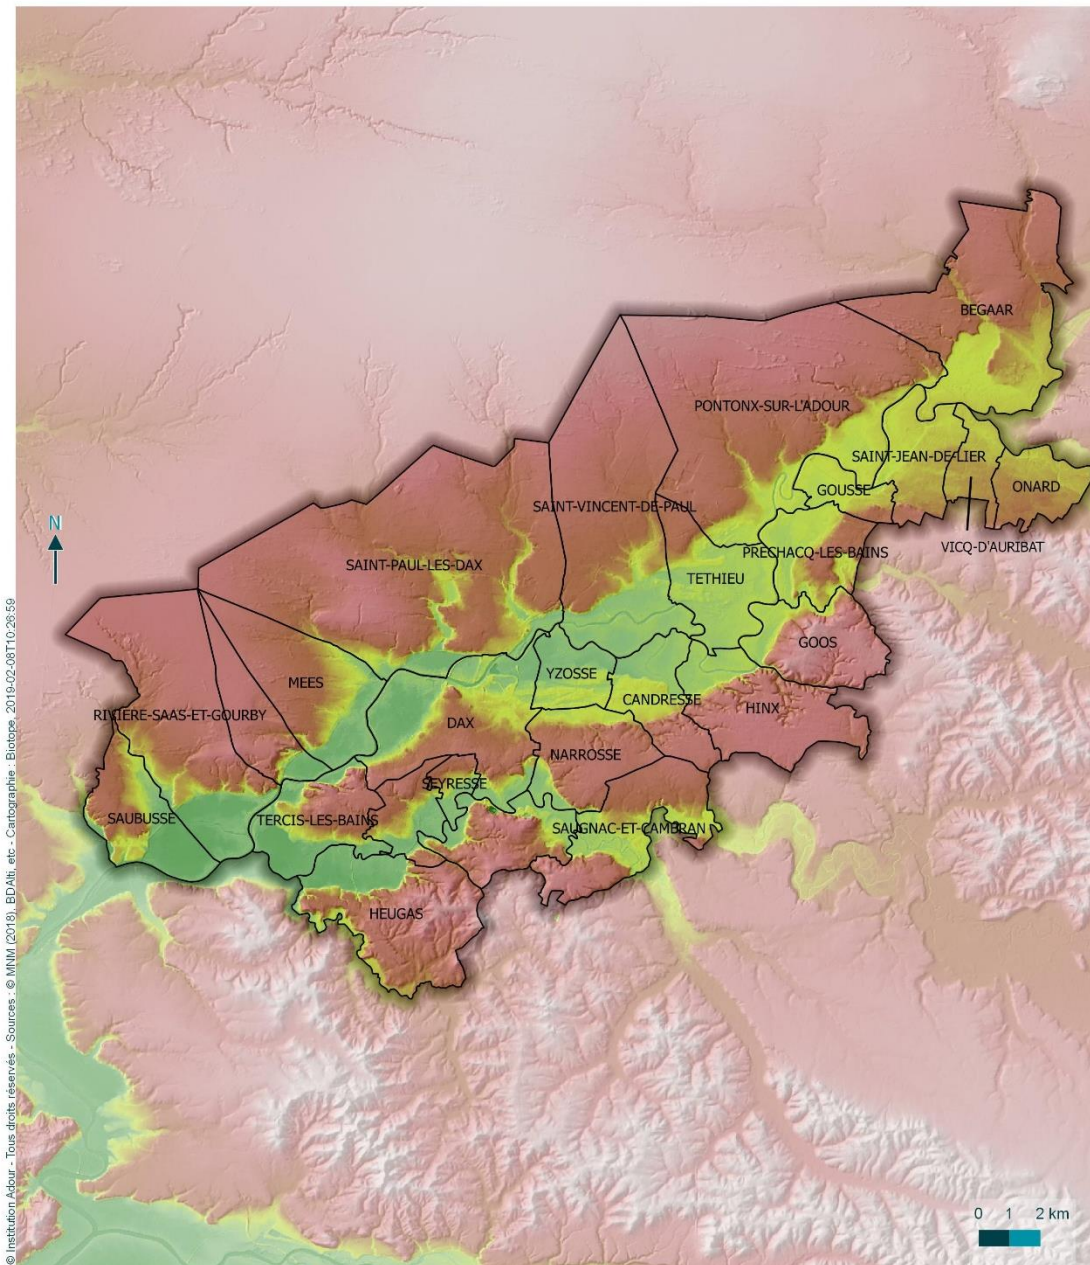 BEGAAR
PONTONX-SUR-L'ADOUR
SAINT-JEAN-DE-LIER
GOUSSE
ONARD
SAINT-VINCENT-DE-PAUL
VICQ-D'AURIBAT
PRECHACQ-LES-BAINS
N
SAINT-PAUL-LES-DAX
TETHIEU
GOOS
YZOSSE
MEES
CANDRESSE
HINX
RIVIERE-SAAS-ET-GOURBY
DAX
NARROSSE
SEYRESSE
SAUBUSSE
TERCIS-LES-BAINS
SAUGNAC-ET-CAMBRAN
HEUGAS
0 1 2 km
© Institution Adour - Tous droits réservés - Sources : © MNM (2018), BDAlti, etc - Cartographie : Biotope, 2019-02-08T10:26:59